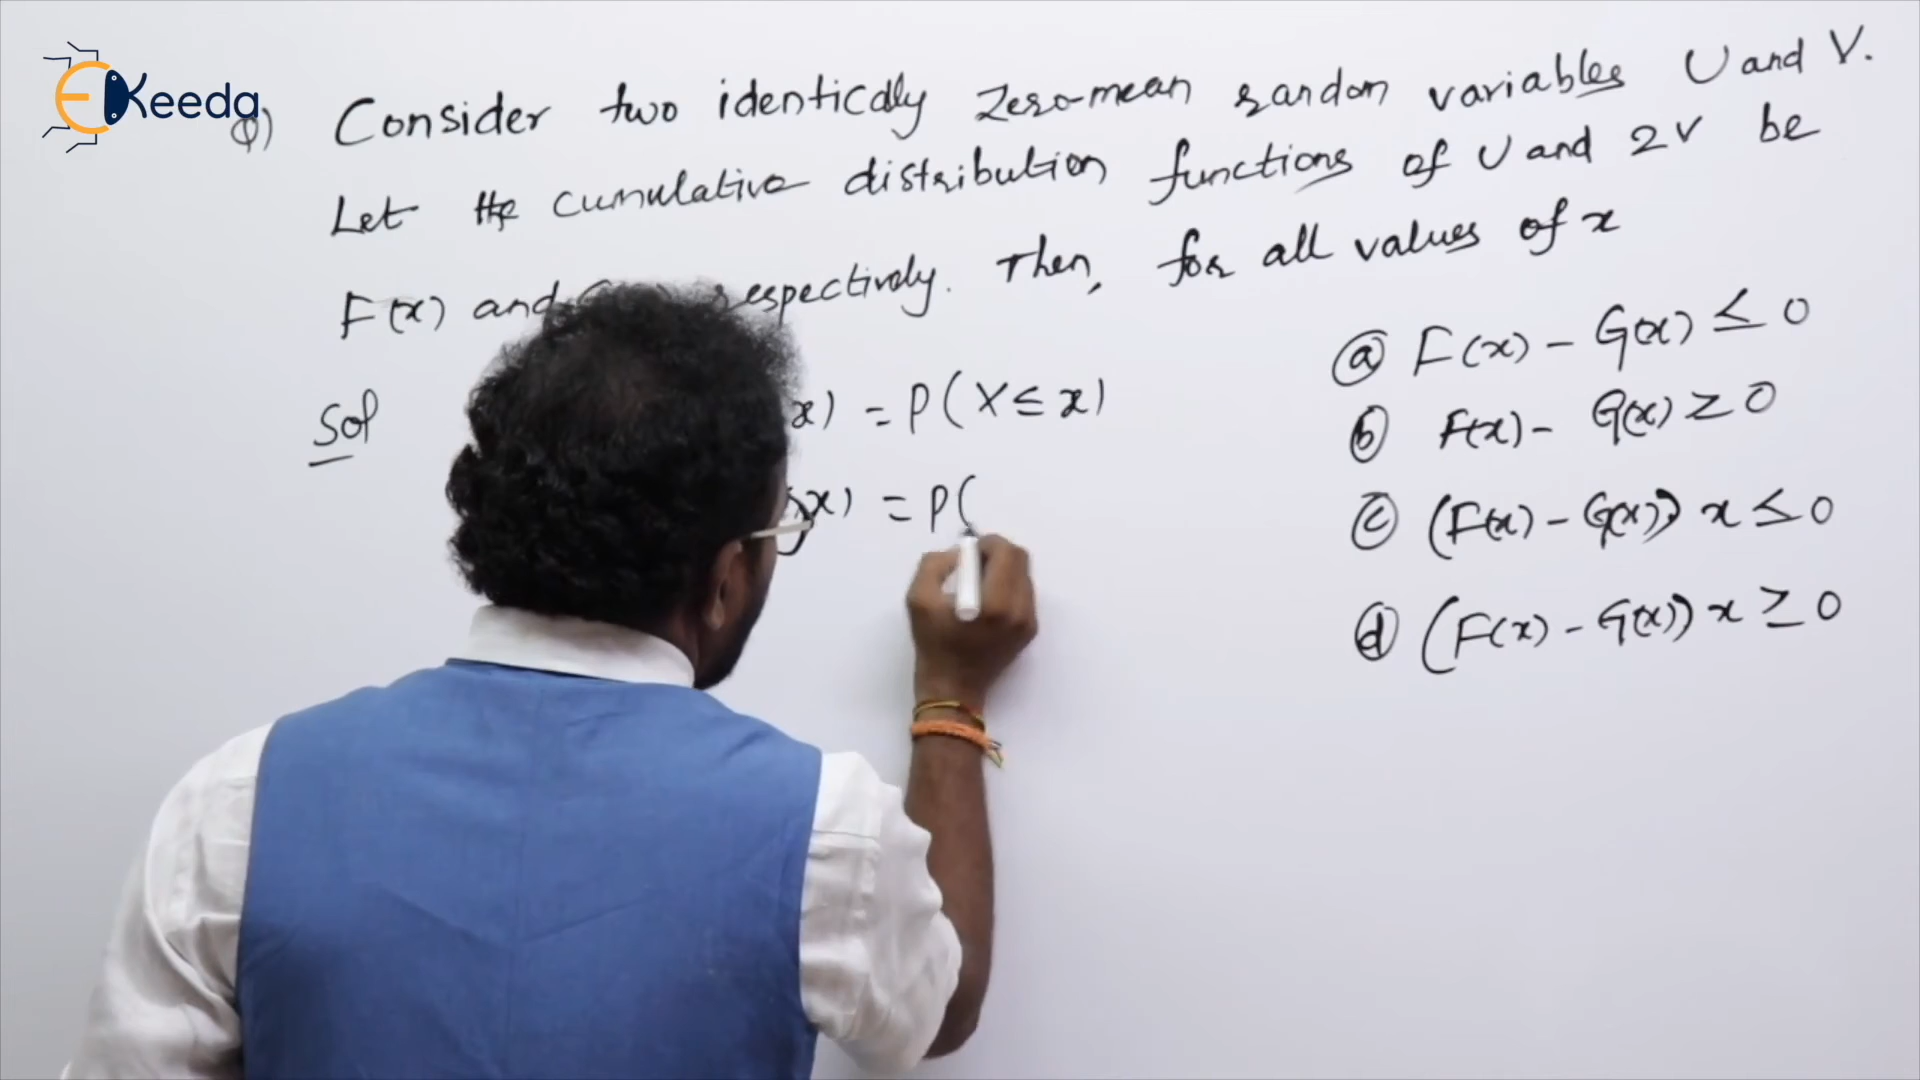 EKeeda
Q) Consider two identically zero-mean random variables U and V.
Let the cumulative distribution functions of U and 2V be
F(x) and respectively. Then, for all values of x
Sol x) = P(X ≤ x)
x) = P(
(a) F(x) - G(x) ≤ 0
(b) F(x) - G(x) ≥ 0
(c) (F(x) - G(x)) x ≤ 0
(d) (F(x) - G(x)) x ≥ 0